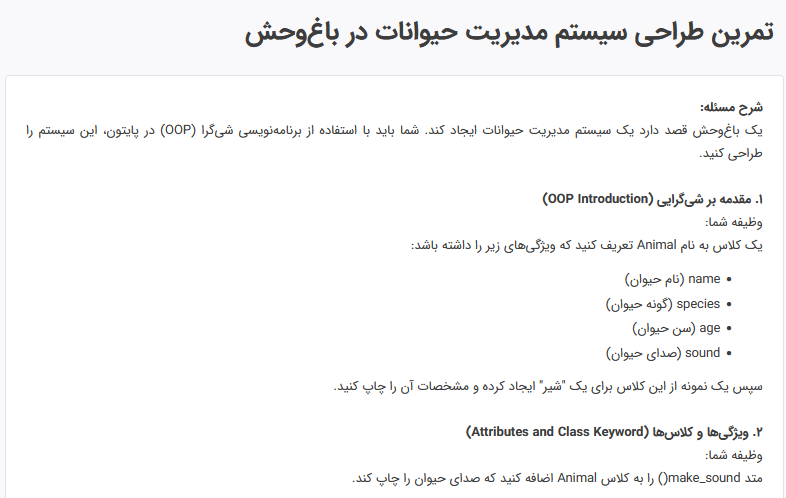 تمرین طراحی سیستم مدیریت حیوانات در باغ‌وحش
شرح مسئله:
یک باغ‌وحش قصد دارد یک سیستم مدیریت حیوانات ایجاد کند. شما باید با استفاده از برنامه‌نویسی شی‌گرا (OOP) در پایتون، این سیستم را
طراحی کنید.
۱. مقدمه بر شی‌گرایی (OOP Introduction)
وظیفه شما:
یک کلاس به نام Animal تعریف کنید که ویژگی‌های زیر را داشته باشد:
• name (نام حیوان)
• species (گونه حیوان)
• age (سن حیوان)
• sound (صدای حیوان)
سپس یک نمونه از این کلاس برای یک "شیر" ایجاد کرده و مشخصات آن را چاپ کنید.
۲. ویژگی‌ها و کلاس‌ها (Attributes and Class Keyword)
وظیفه شما:
متد make_sound() را به کلاس Animal اضافه کنید که صدای حیوان را چاپ کند.